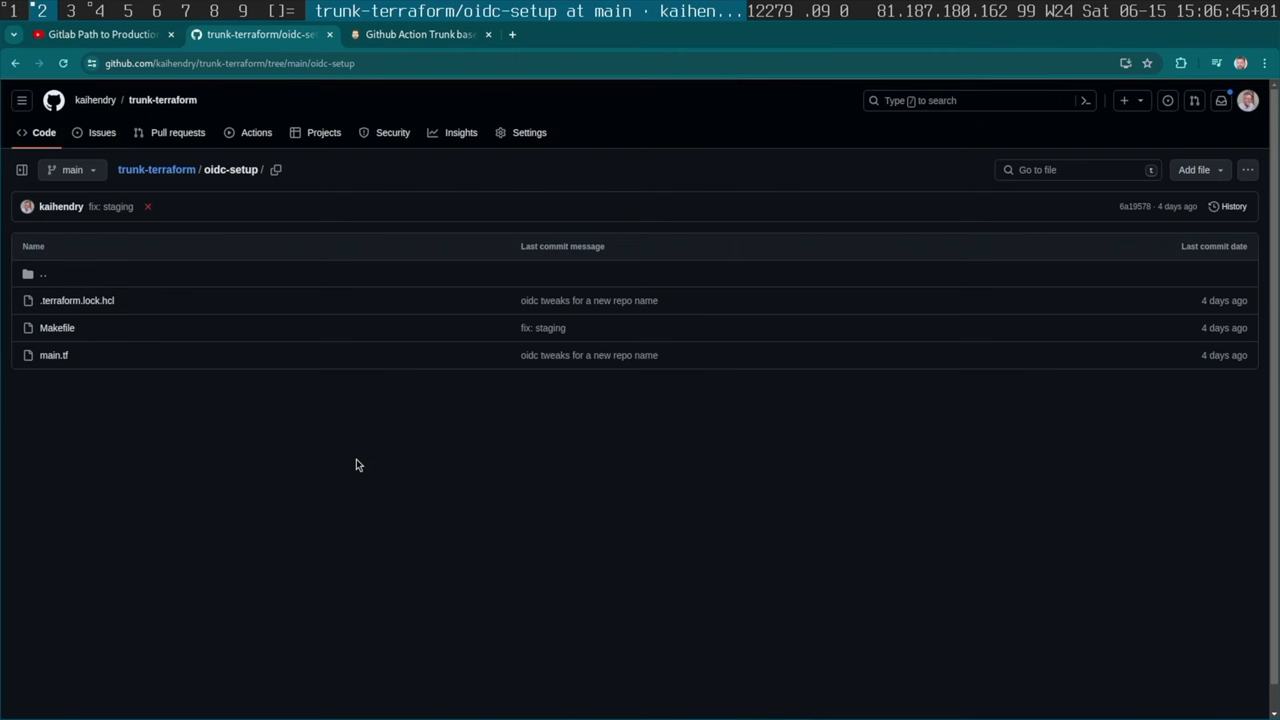 1 2 3 4 5 6 7 8 9 []= trunk-terraform/oidc-setup at main · kaihen... 12279 .09 0 81.187.180.162 99 W24 Sat 06-15 15:06:45+01
Gitlab Path to Production trunk-terraform/oidc-se Github Action Trunk base
github.com/kaihendry/trunk-terraform/tree/main/oidc-setup
kaihendry / trunk-terraform Type / to search
Code Issues Pull requests Actions Projects Security Insights Settings
main trunk-terraform / oidc-setup / Go to file t Add file
kaihendry fix: staging 6a19578 · 4 days ago History
Name Last commit message Last commit date
..
.terraform.lock.hcl oidc tweaks for a new repo name 4 days ago
Makefile fix: staging 4 days ago
main.tf oidc tweaks for a new repo name 4 days ago